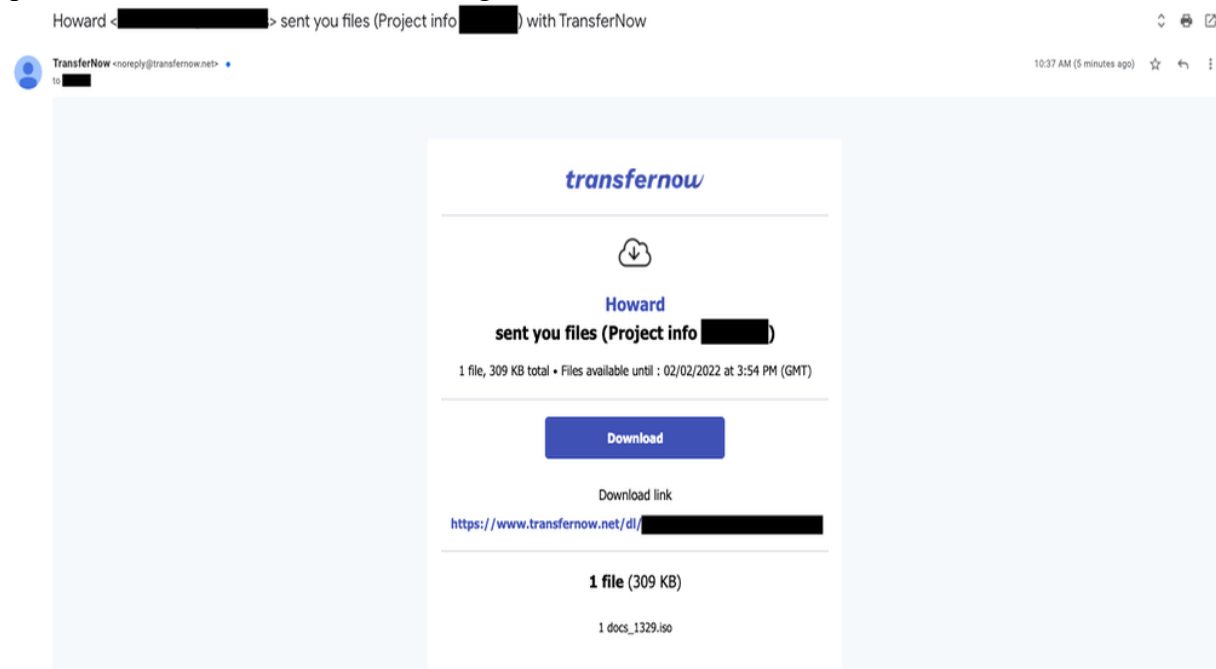 Howard < > sent you files (Project info ) with TransferNow
TransferNow <noreply@transfernow.net>
10:37 AM (5 minutes ago)
to
transfernow
Howard
sent you files (Project info )
1 file, 309 KB total • Files available until : 02/02/2022 at 3:54 PM (GMT)
Download
Download link
https://www.transfernow.net/dl/
1 file (309 KB)
1 docs_1329.iso